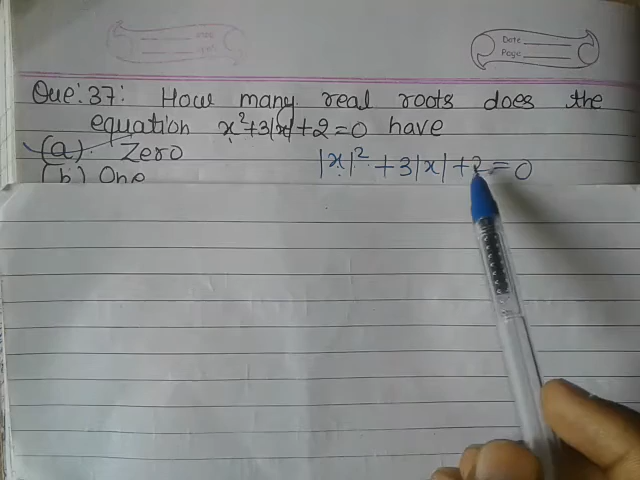 Date
Page
Que:37: How many real roots does the
equation x²+3|x|+2=0 have
(a). Zero
|x|² + 3|x| + 2 = 0
(b) One